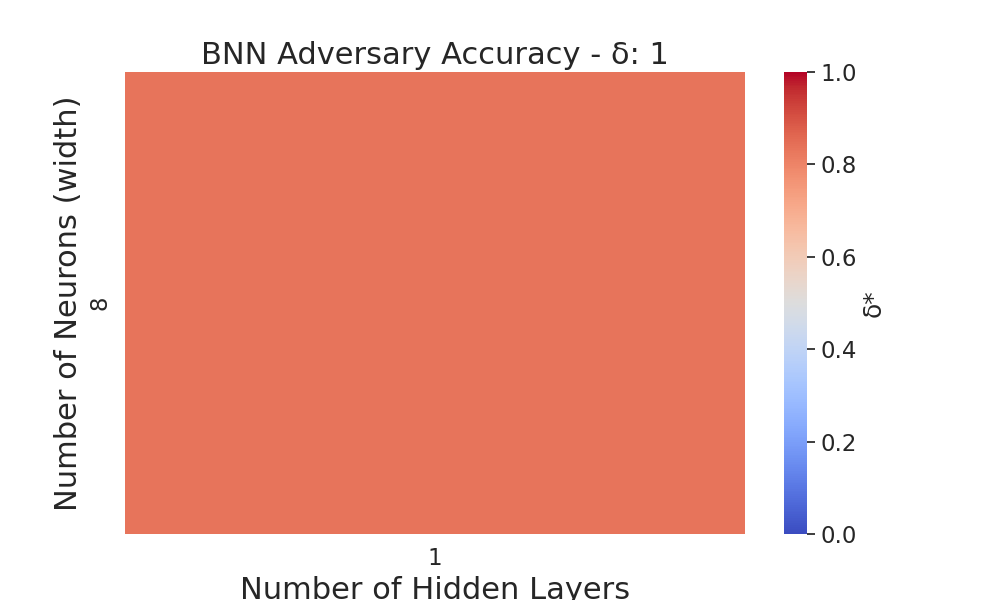 BNN Adversary Accuracy - δ: 1
Number of Neurons (width)
8
1
Number of Hidden Layers
1.0
0.8
0.6
0.4
0.2
0.0
δ*